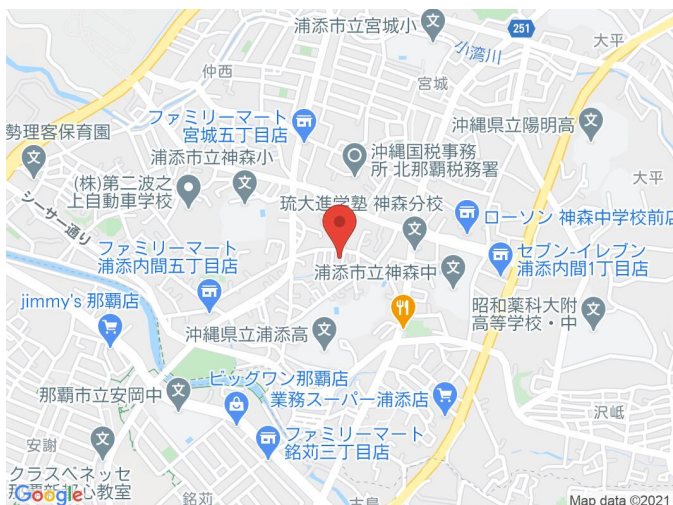 浦添市立宮城小
251
大平
小湾川
仲西
宮城
ファミリーマート
宮城五丁目店
沖縄県立陽明高
勢理客保育園
浦添市立神森小
沖縄国税事務
所 北那覇税務署
大平
(株)第二波之
上自動車学校
シーサー通り
琉大進学塾 神森分校
ローソン 神森中学校前店
ファミリーマート
浦添内間五丁目店
セブン-イレブン
浦添内間1丁目店
浦添市立神森中
jimmy's 那覇店
昭和薬科大附
高等学校・中
沖縄県立浦添高
ビッグワン那覇店
那覇市立安岡中
業務スーパー浦添店
沢岻
安謝
ファミリーマート
銘苅三丁目店
クラスベネッセ
那覇新都心教室
銘苅
古島
Google
Map data ©2021